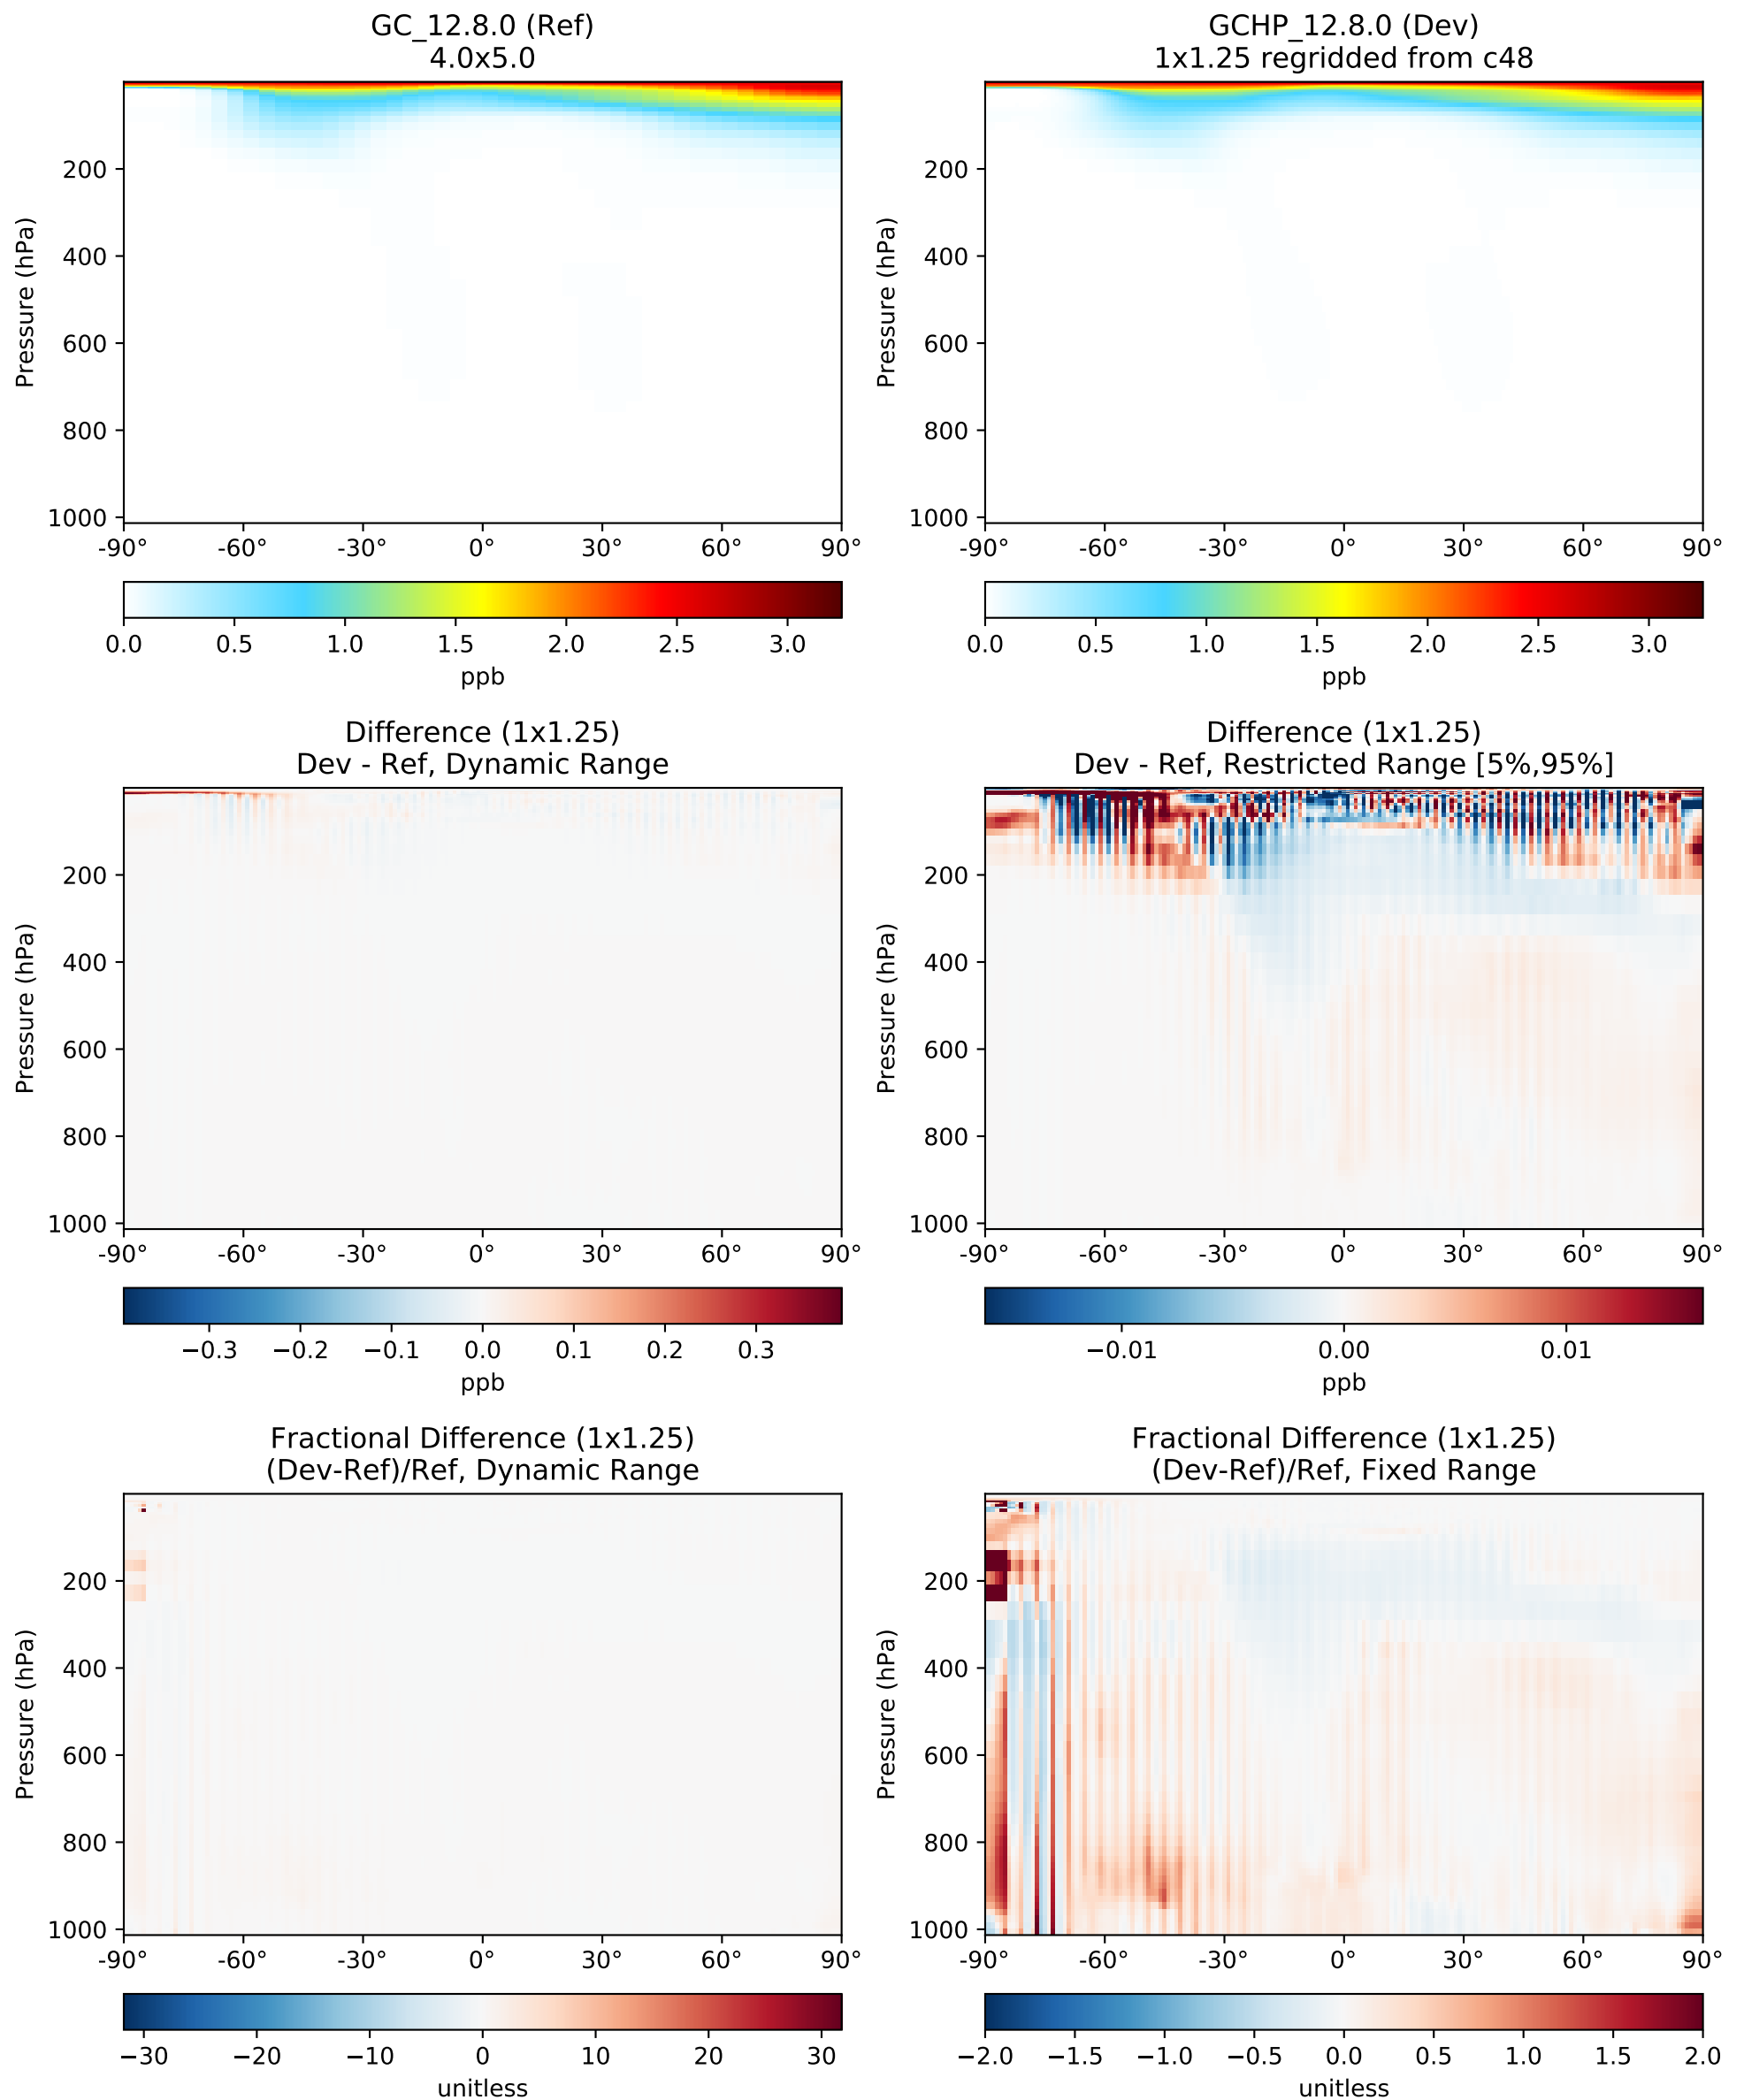 GC_12.8.0 (Ref)
4.0x5.0
Pressure (hPa)
200
400
600
800
1000
-90° -60° -30° 0° 30° 60° 90°
0.0 0.5 1.0 1.5 2.0 2.5 3.0
ppb
GCHP_12.8.0 (Dev)
1x1.25 regridded from c48
Pressure (hPa)
200
400
600
800
1000
-90° -60° -30° 0° 30° 60° 90°
0.0 0.5 1.0 1.5 2.0 2.5 3.0
ppb
Difference (1x1.25)
Dev - Ref, Dynamic Range
Pressure (hPa)
200
400
600
800
1000
-90° -60° -30° 0° 30° 60° 90°
−0.3 −0.2 −0.1 0.0 0.1 0.2 0.3
ppb
Difference (1x1.25)
Dev - Ref, Restricted Range [5%,95%]
Pressure (hPa)
200
400
600
800
1000
-90° -60° -30° 0° 30° 60° 90°
−0.01 0.00 0.01
ppb
Fractional Difference (1x1.25)
(Dev-Ref)/Ref, Dynamic Range
Pressure (hPa)
200
400
600
800
1000
-90° -60° -30° 0° 30° 60° 90°
−30 −20 −10 0 10 20 30
unitless
Fractional Difference (1x1.25)
(Dev-Ref)/Ref, Fixed Range
Pressure (hPa)
200
400
600
800
1000
-90° -60° -30° 0° 30° 60° 90°
−2.0 −1.5 −1.0 −0.5 0.0 0.5 1.0 1.5 2.0
unitless